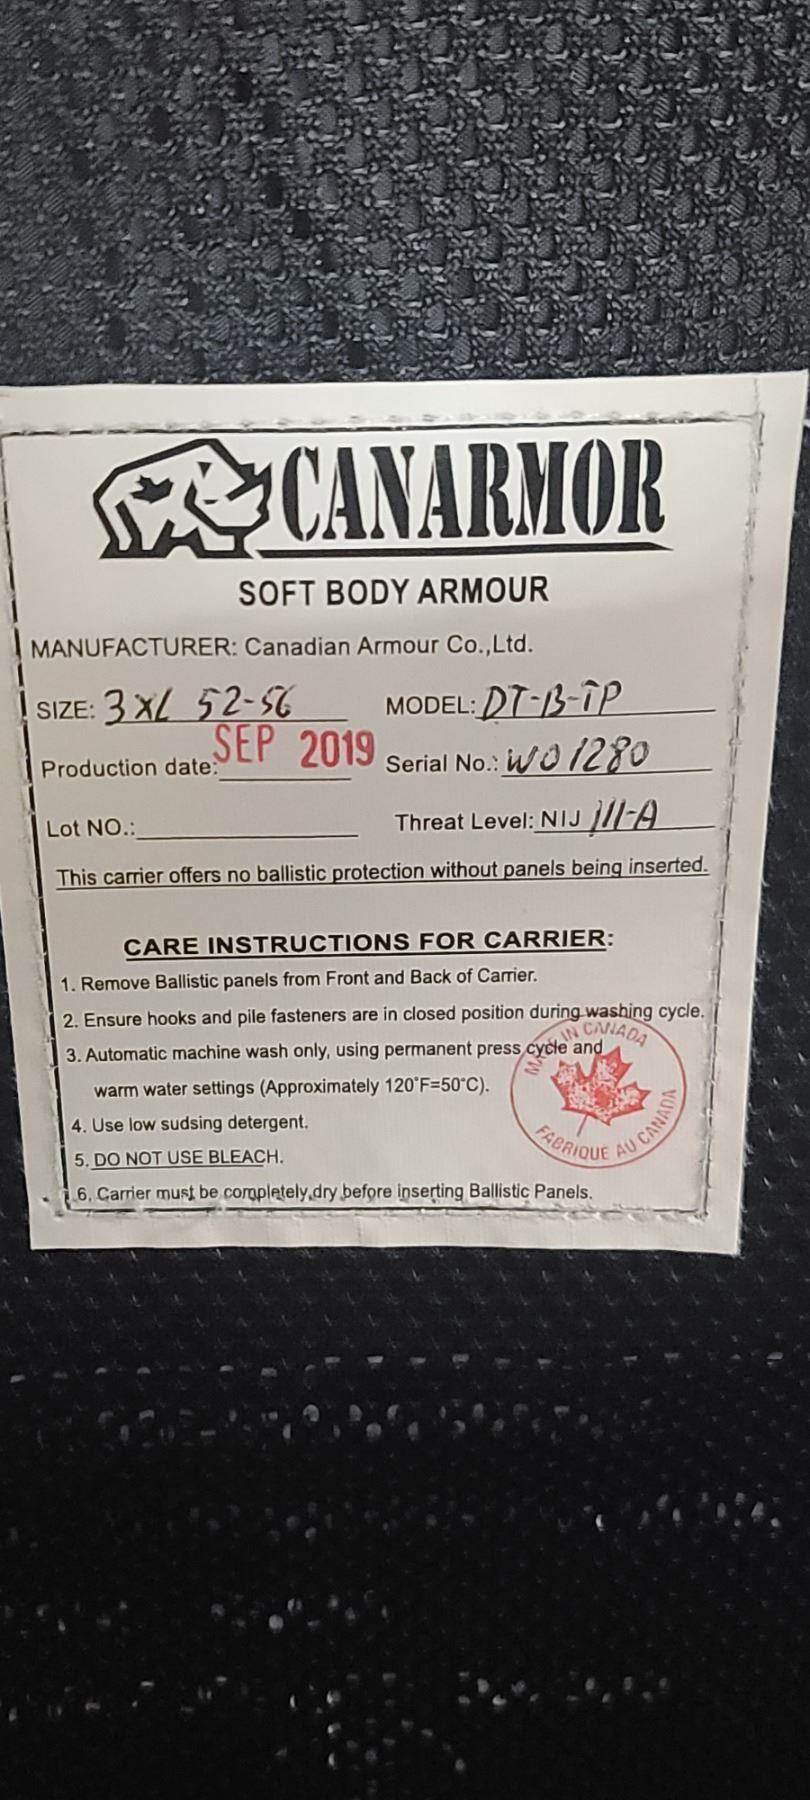 CANARMOR
SOFT BODY ARMOUR
MANUFACTURER: Canadian Armour Co.,Ltd.
SIZE: 3XL 52-56 MODEL: DT-B-TP
Production date: SEP 2019 Serial No.: WO1280
Lot NO.:
Threat Level: NIJ III-A
This carrier offers no ballistic protection without panels being inserted.
CARE INSTRUCTIONS FOR CARRIER:
1. Remove Ballistic panels from Front and Back of Carrier.
2. Ensure hooks and pile fasteners are in closed position during washing cycle.
3. Automatic machine wash only, using permanent press cycle and
warm water settings (Approximately 120°F=50°C).
4. Use low sudsing detergent.
5. DO NOT USE BLEACH.
6. Carrier must be completely dry before inserting Ballistic Panels.
MADE IN CANADA
FABRIQUE AU CANADA